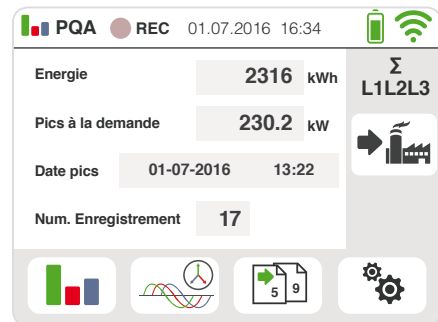 PQA REC 01.07.2016 16:34
Energie 2316 kWh
Σ
L1L2L3
Pics à la demande 230.2 kW
Date pics 01-07-2016 13:22
Num. Enregistrement 17
5 9